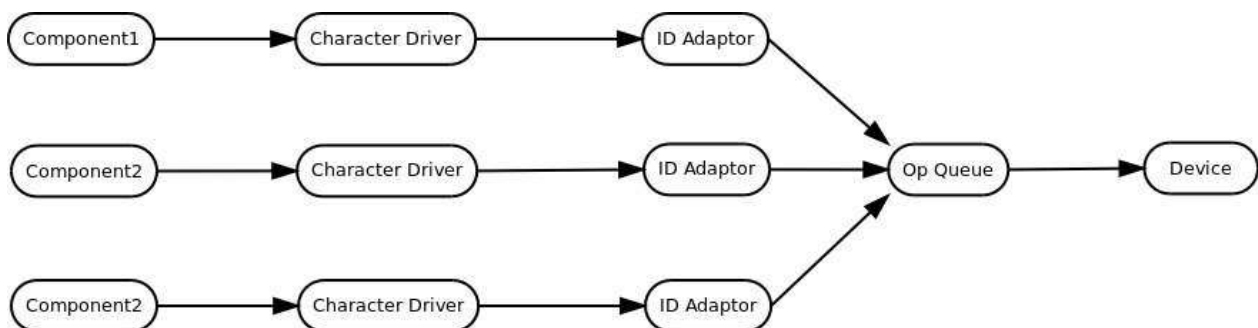 Component1
Character Driver
ID Adaptor
Component2
Character Driver
ID Adaptor
Op Queue
Device
Component2
Character Driver
ID Adaptor